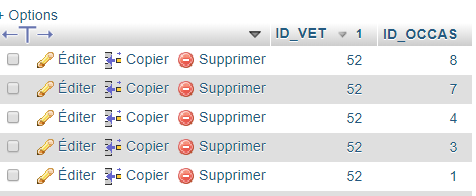 + Options
ID_VET 1 ID_OCCAS
Éditer Copier Supprimer 52 8
Éditer Copier Supprimer 52 7
Éditer Copier Supprimer 52 4
Éditer Copier Supprimer 52 3
Éditer Copier Supprimer 52 1